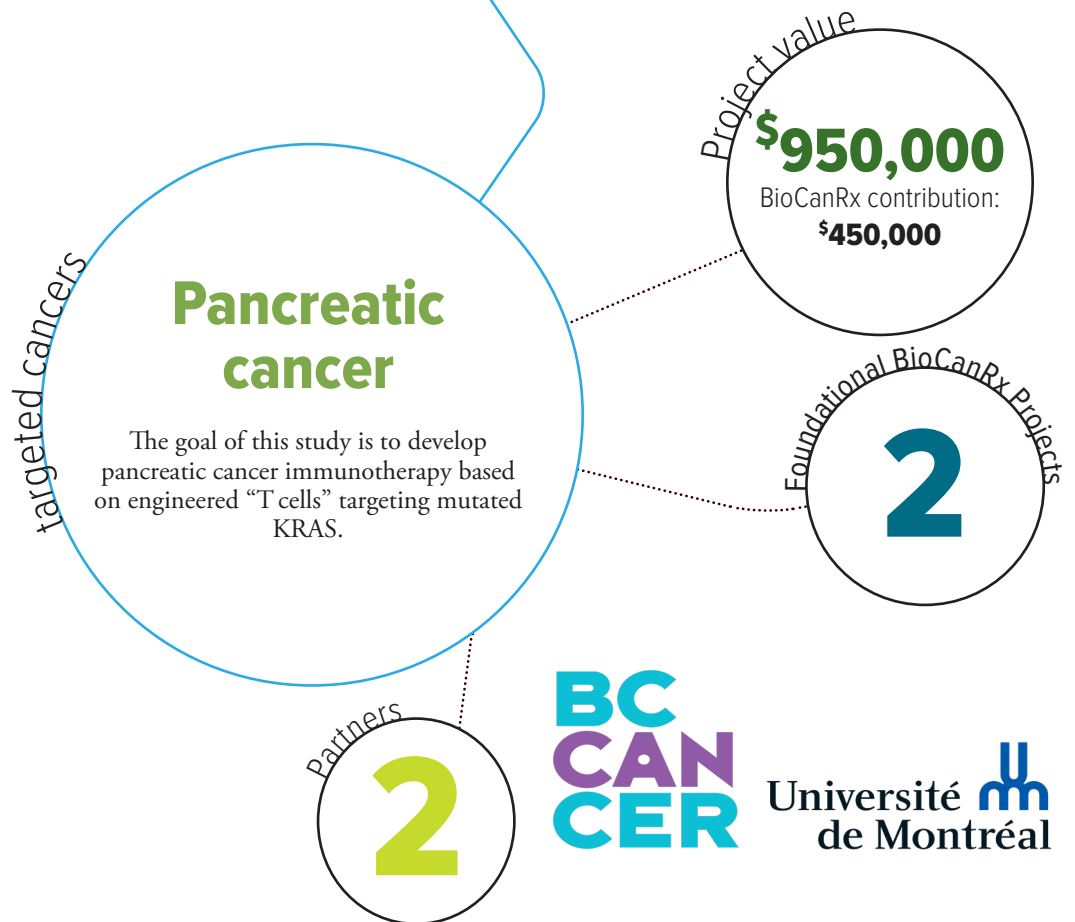 Project value
$950,000
BioCanRx contribution:
$450,000
targeted cancers
Pancreatic
cancer
The goal of this study is to develop
pancreatic cancer immunotherapy based
on engineered “T cells” targeting mutated
KRAS.
Foundational BioCanRx Projects
2
Partners
2
BC
CAN
CER
Université
de Montréal